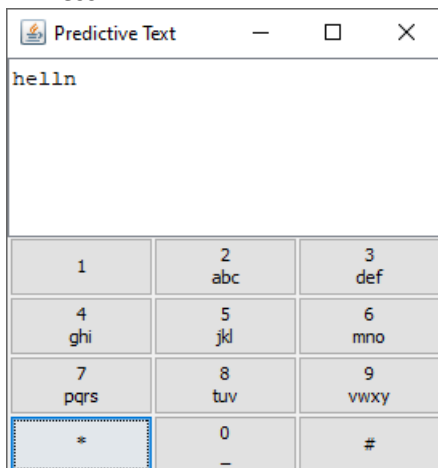 Predictive Text
helln
1 2 3
abc def
4 5 6
ghi jkl mno
7 8 9
pqrs tuv vwxy
* 0 #
_